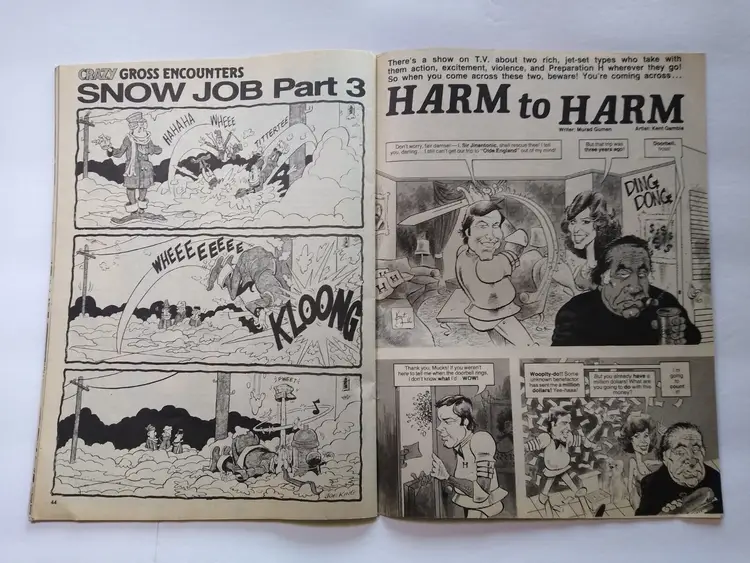 CRAZY GROSS ENCOUNTERS
SNOW JOB Part 3
HAHAHA
WHEEE
TITTERTEE
WHEEEEEEEE
KLOONG
! PWEET !
44
There's a show on T.V. about two rich, jet-set types who take with
them action, excitement, violence, and Preparation H wherever they go!
So when you come across these two, beware! You're coming across...
HARM to HARM
Writer: Murad Gumen
Artist: Kent Gamble
Don't worry, fair damsel—I, Sir Jimantonic, shall rescue thee! I tell
you, darling... I still can't get our trip to "Olde England" out of my mind!
But that trip was
three years ago!
Doorbell,
DING
DONG
Thank you, Mucks! If you weren't
here to tell me when the doorbell rings,
I don't know what I'd... WOW!
H
Woopity-do!! Some
unknown benefactor
has sent me a million
dollars! Yee-haaa!
But you already have a
million dollars! What are
you going to do with this
money?
I'm
going
to
count
it!